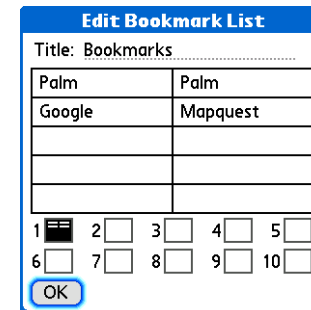 Edit Bookmark List
Title: Bookmarks
Palm Palm
Google Mapquest
1 2 3 4 5
6 7 8 9 10
OK